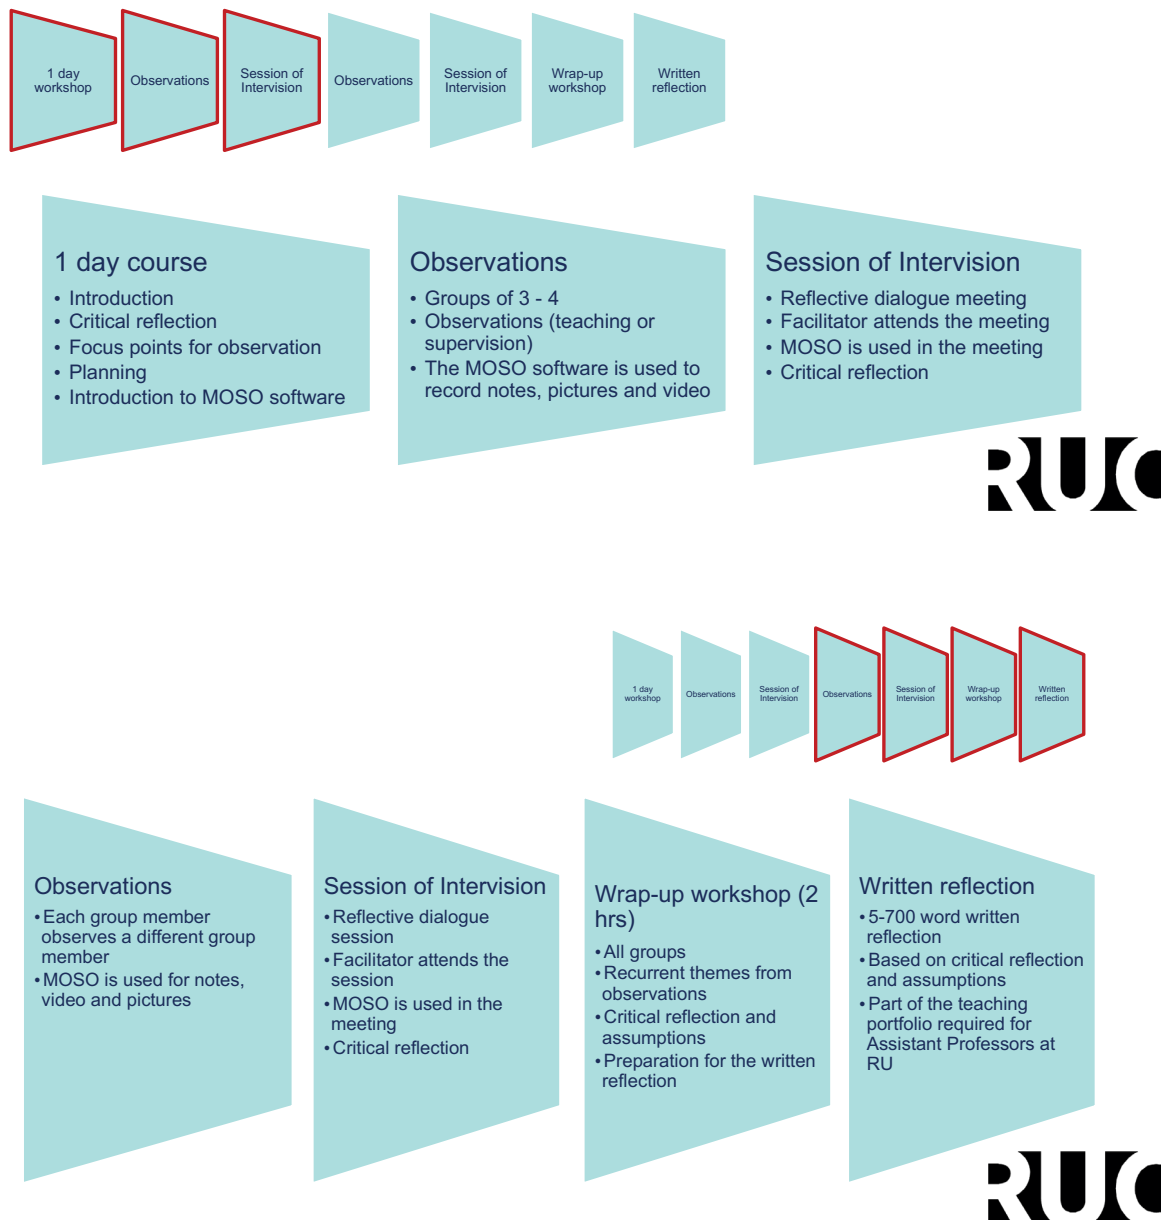 1 day
workshop
Observations
Session of
Intervision
Observations
Session of
Intervision
Wrap-up
workshop
Written
reflection
1 day course
• Introduction
• Critical reflection
• Focus points for observation
• Planning
• Introduction to MOSO software
Observations
• Groups of 3 - 4
• Observations (teaching or
supervision)
• The MOSO software is used to
record notes, pictures and video
Session of Intervision
• Reflective dialogue meeting
• Facilitator attends the meeting
• MOSO is used in the meeting
• Critical reflection
RUC
1 day
workshop
Observations
Session of
Intervision
Observations
Session of
Intervision
Wrap-up
workshop
Written
reflection
Observations
• Each group member
observes a different group
member
• MOSO is used for notes,
video and pictures
Session of Intervision
• Reflective dialogue
session
• Facilitator attends the
session
• MOSO is used in the
meeting
• Critical reflection
Wrap-up workshop (2
hrs)
• All groups
• Recurrent themes from
observations
• Critical reflection and
assumptions
• Preparation for the written
reflection
Written reflection
• 5-700 word written
reflection
• Based on critical reflection
and assumptions
• Part of the teaching
portfolio required for
Assistant Professors at
RU
RUC